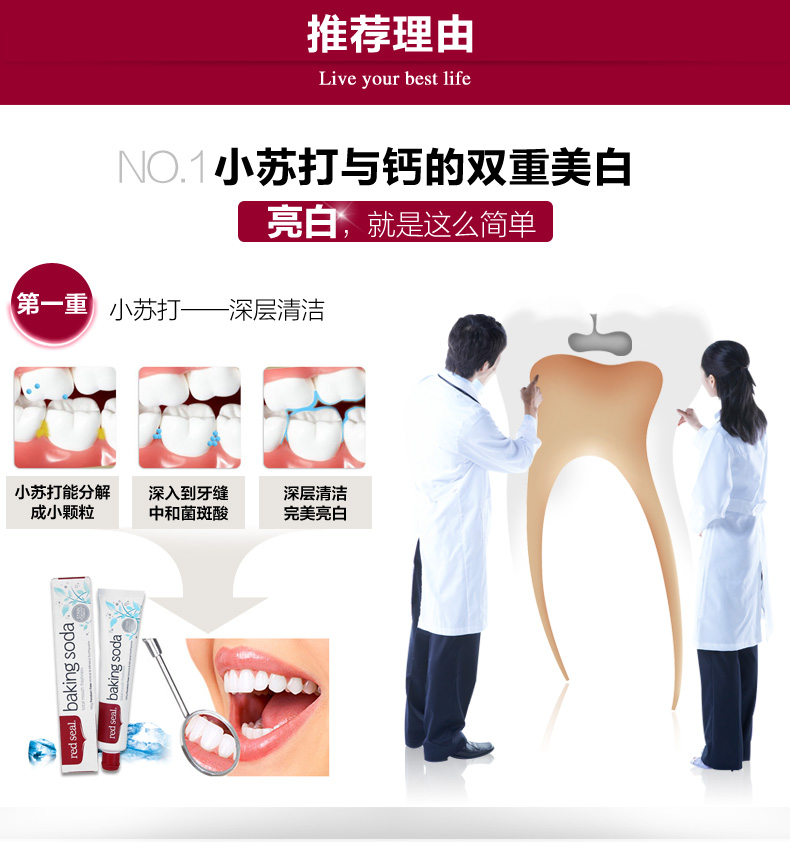 推荐理由
Live your best life
NO.1小苏打与钙的双重美白
亮白，就是这么简单
第一重
小苏打——深层清洁
小苏打能分解
成小颗粒
深入到牙缝
中和菌斑酸
深层清洁
完美亮白
red seal.
baking soda
red seal.
baking soda